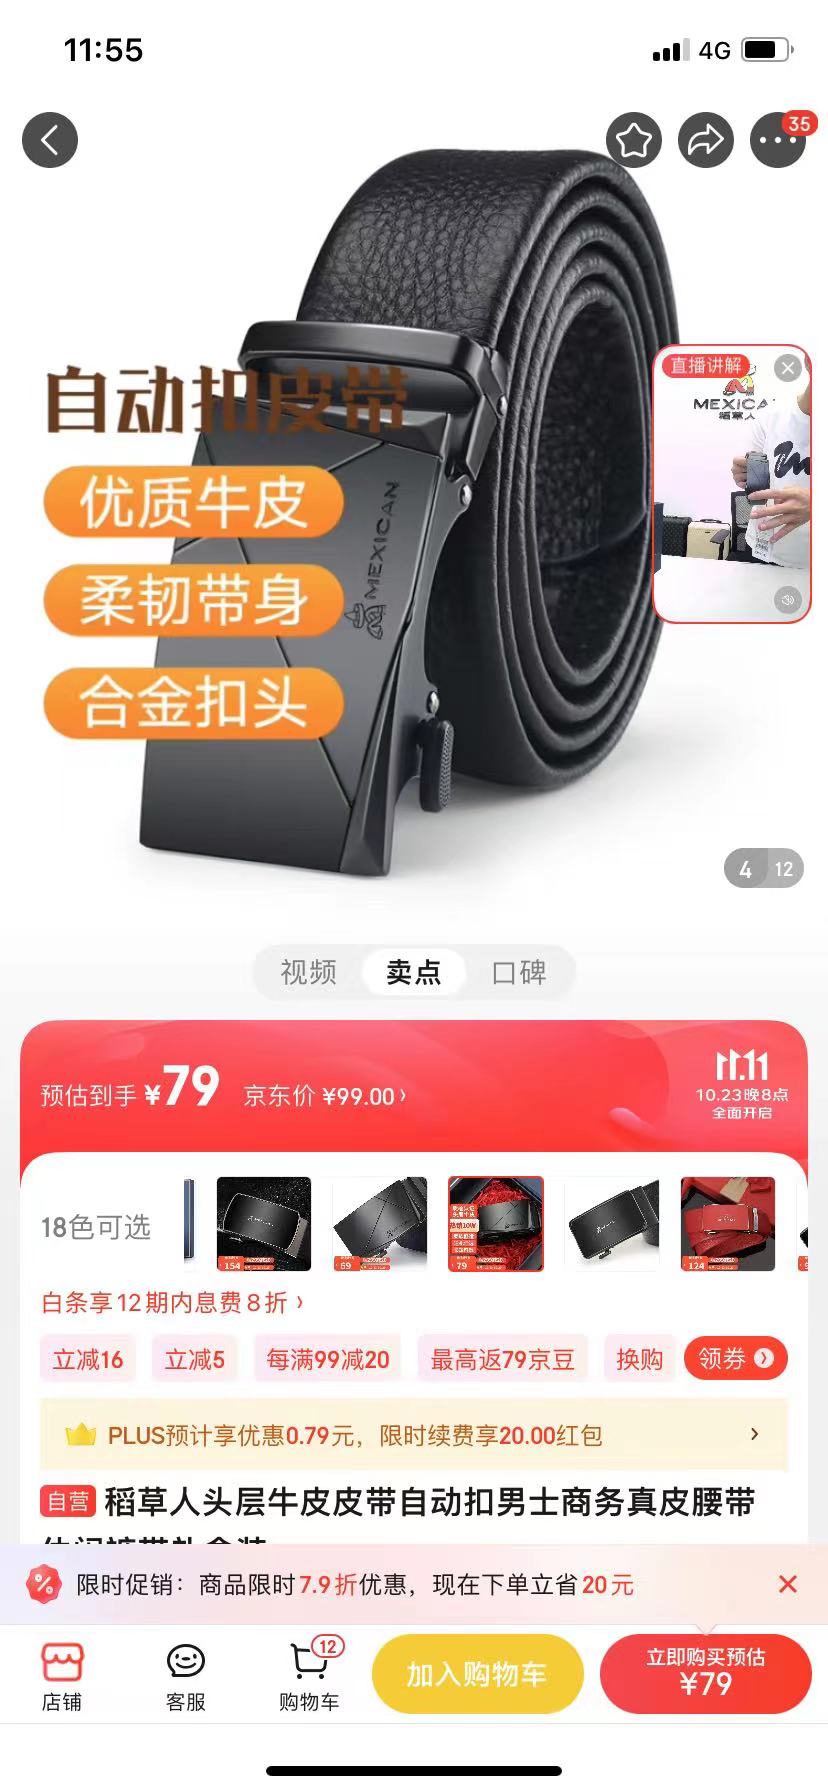 11:55
4G
35
直播讲解
MEXICA
稻草人
自动扣皮带
优质牛皮
柔韧带身
合金扣头
MEXICAN
4 12
视频 卖点 口碑
预估到手 ¥79 京东价 ¥99.00 ›
11.11
10.23晚8点
全面开启
18色可选
154
69
79
124
白条享12期内息费8折 ›
立减16 立减5 每满99减20 最高返79京豆 换购 领券
PLUS预计享优惠0.79元，限时续费享20.00红包 ›
自营 稻草人头层牛皮皮带自动扣男士商务真皮腰带
限时促销：商品限时7.9折优惠，现在下单立省20元
店铺 客服 购物车 12
加入购物车
立即购买预估
¥79